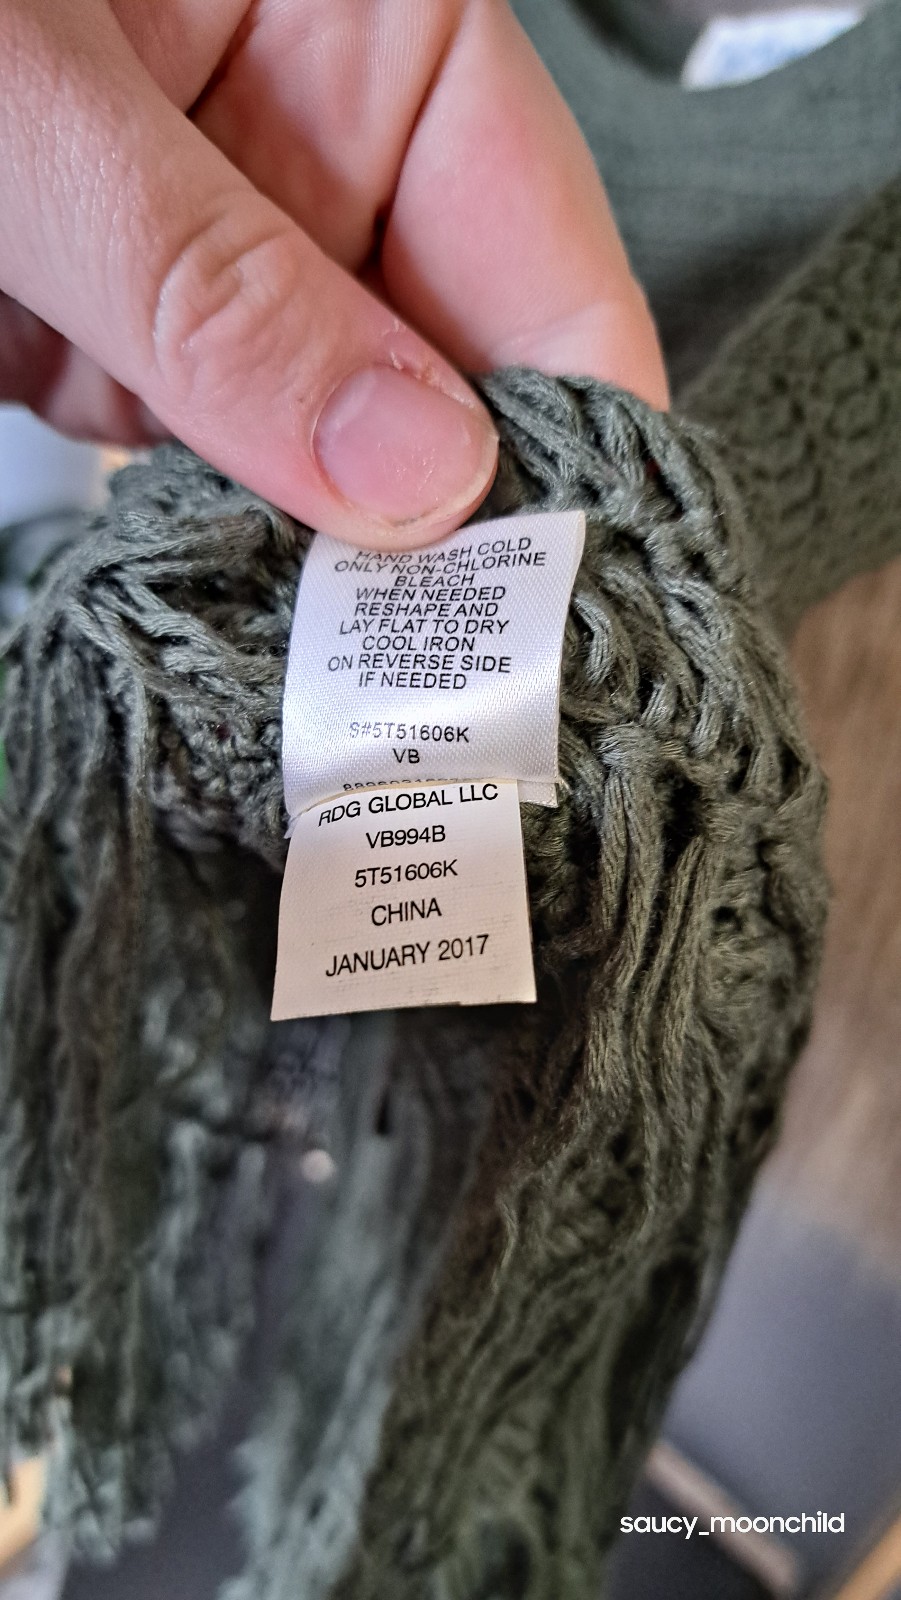 HAND WASH COLD
ONLY NON-CHLORINE
BLEACH
WHEN NEEDED
RESHAPE AND
LAY FLAT TO DRY
COOL IRON
ON REVERSE SIDE
IF NEEDED
S#5T51606K
VB
RDG GLOBAL LLC
VB994B
5T51606K
CHINA
JANUARY 2017
saucy_moonchild